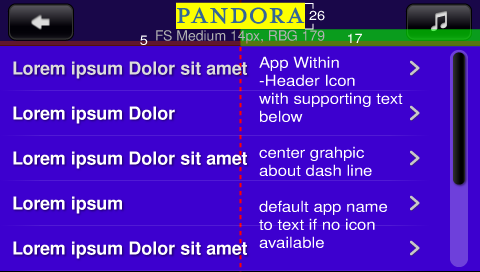 PANDORA
26
FS Medium 14px, RBG 179
5
17
Lorem ipsum Dolor sit amet
Lorem ipsum Dolor
Lorem ipsum Dolor sit amet
Lorem ipsum
Lorem ipsum Dolor sit amet
App Within
-Header Icon
with supporting text
below
center grahpic
about dash line
default app name
to text if no icon
available